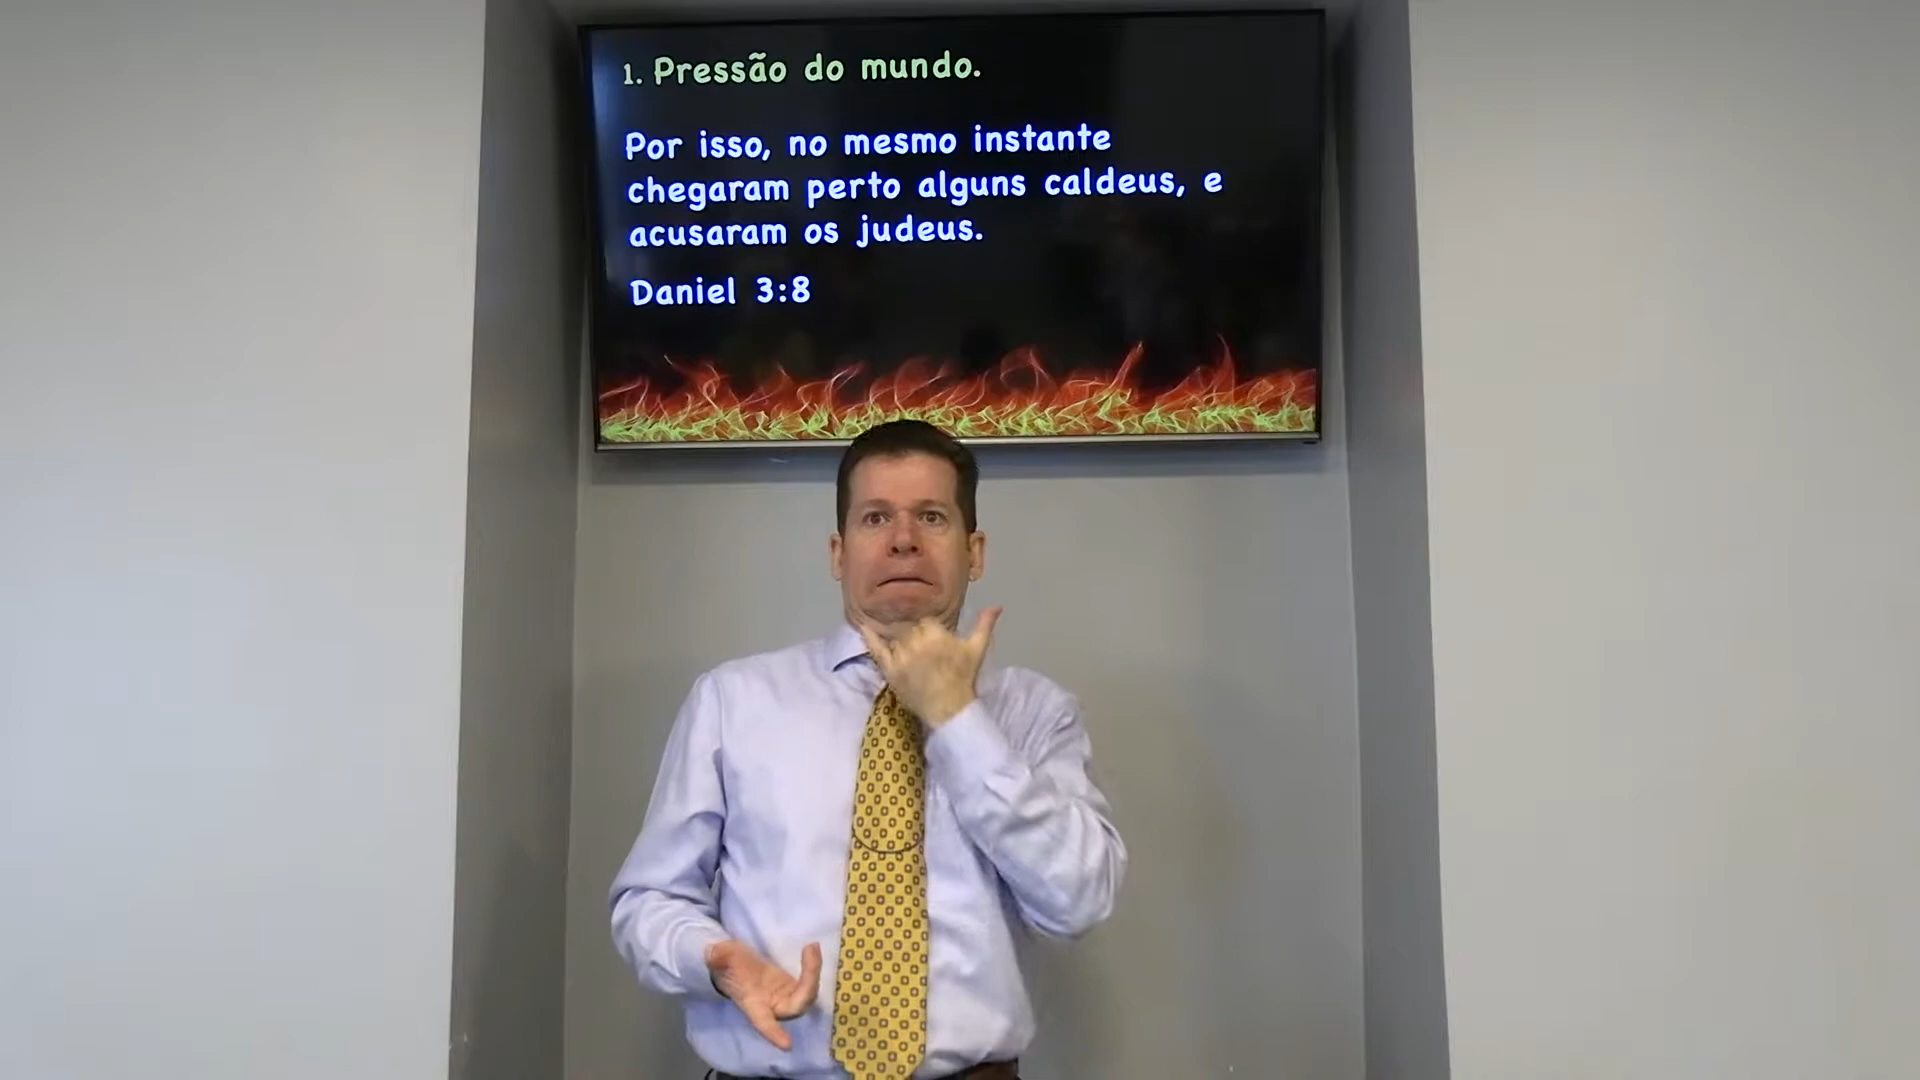 1. Pressão do mundo.
Por isso, no mesmo instante
chegaram perto alguns caldeus, e
acusaram os judeus.
Daniel 3:8